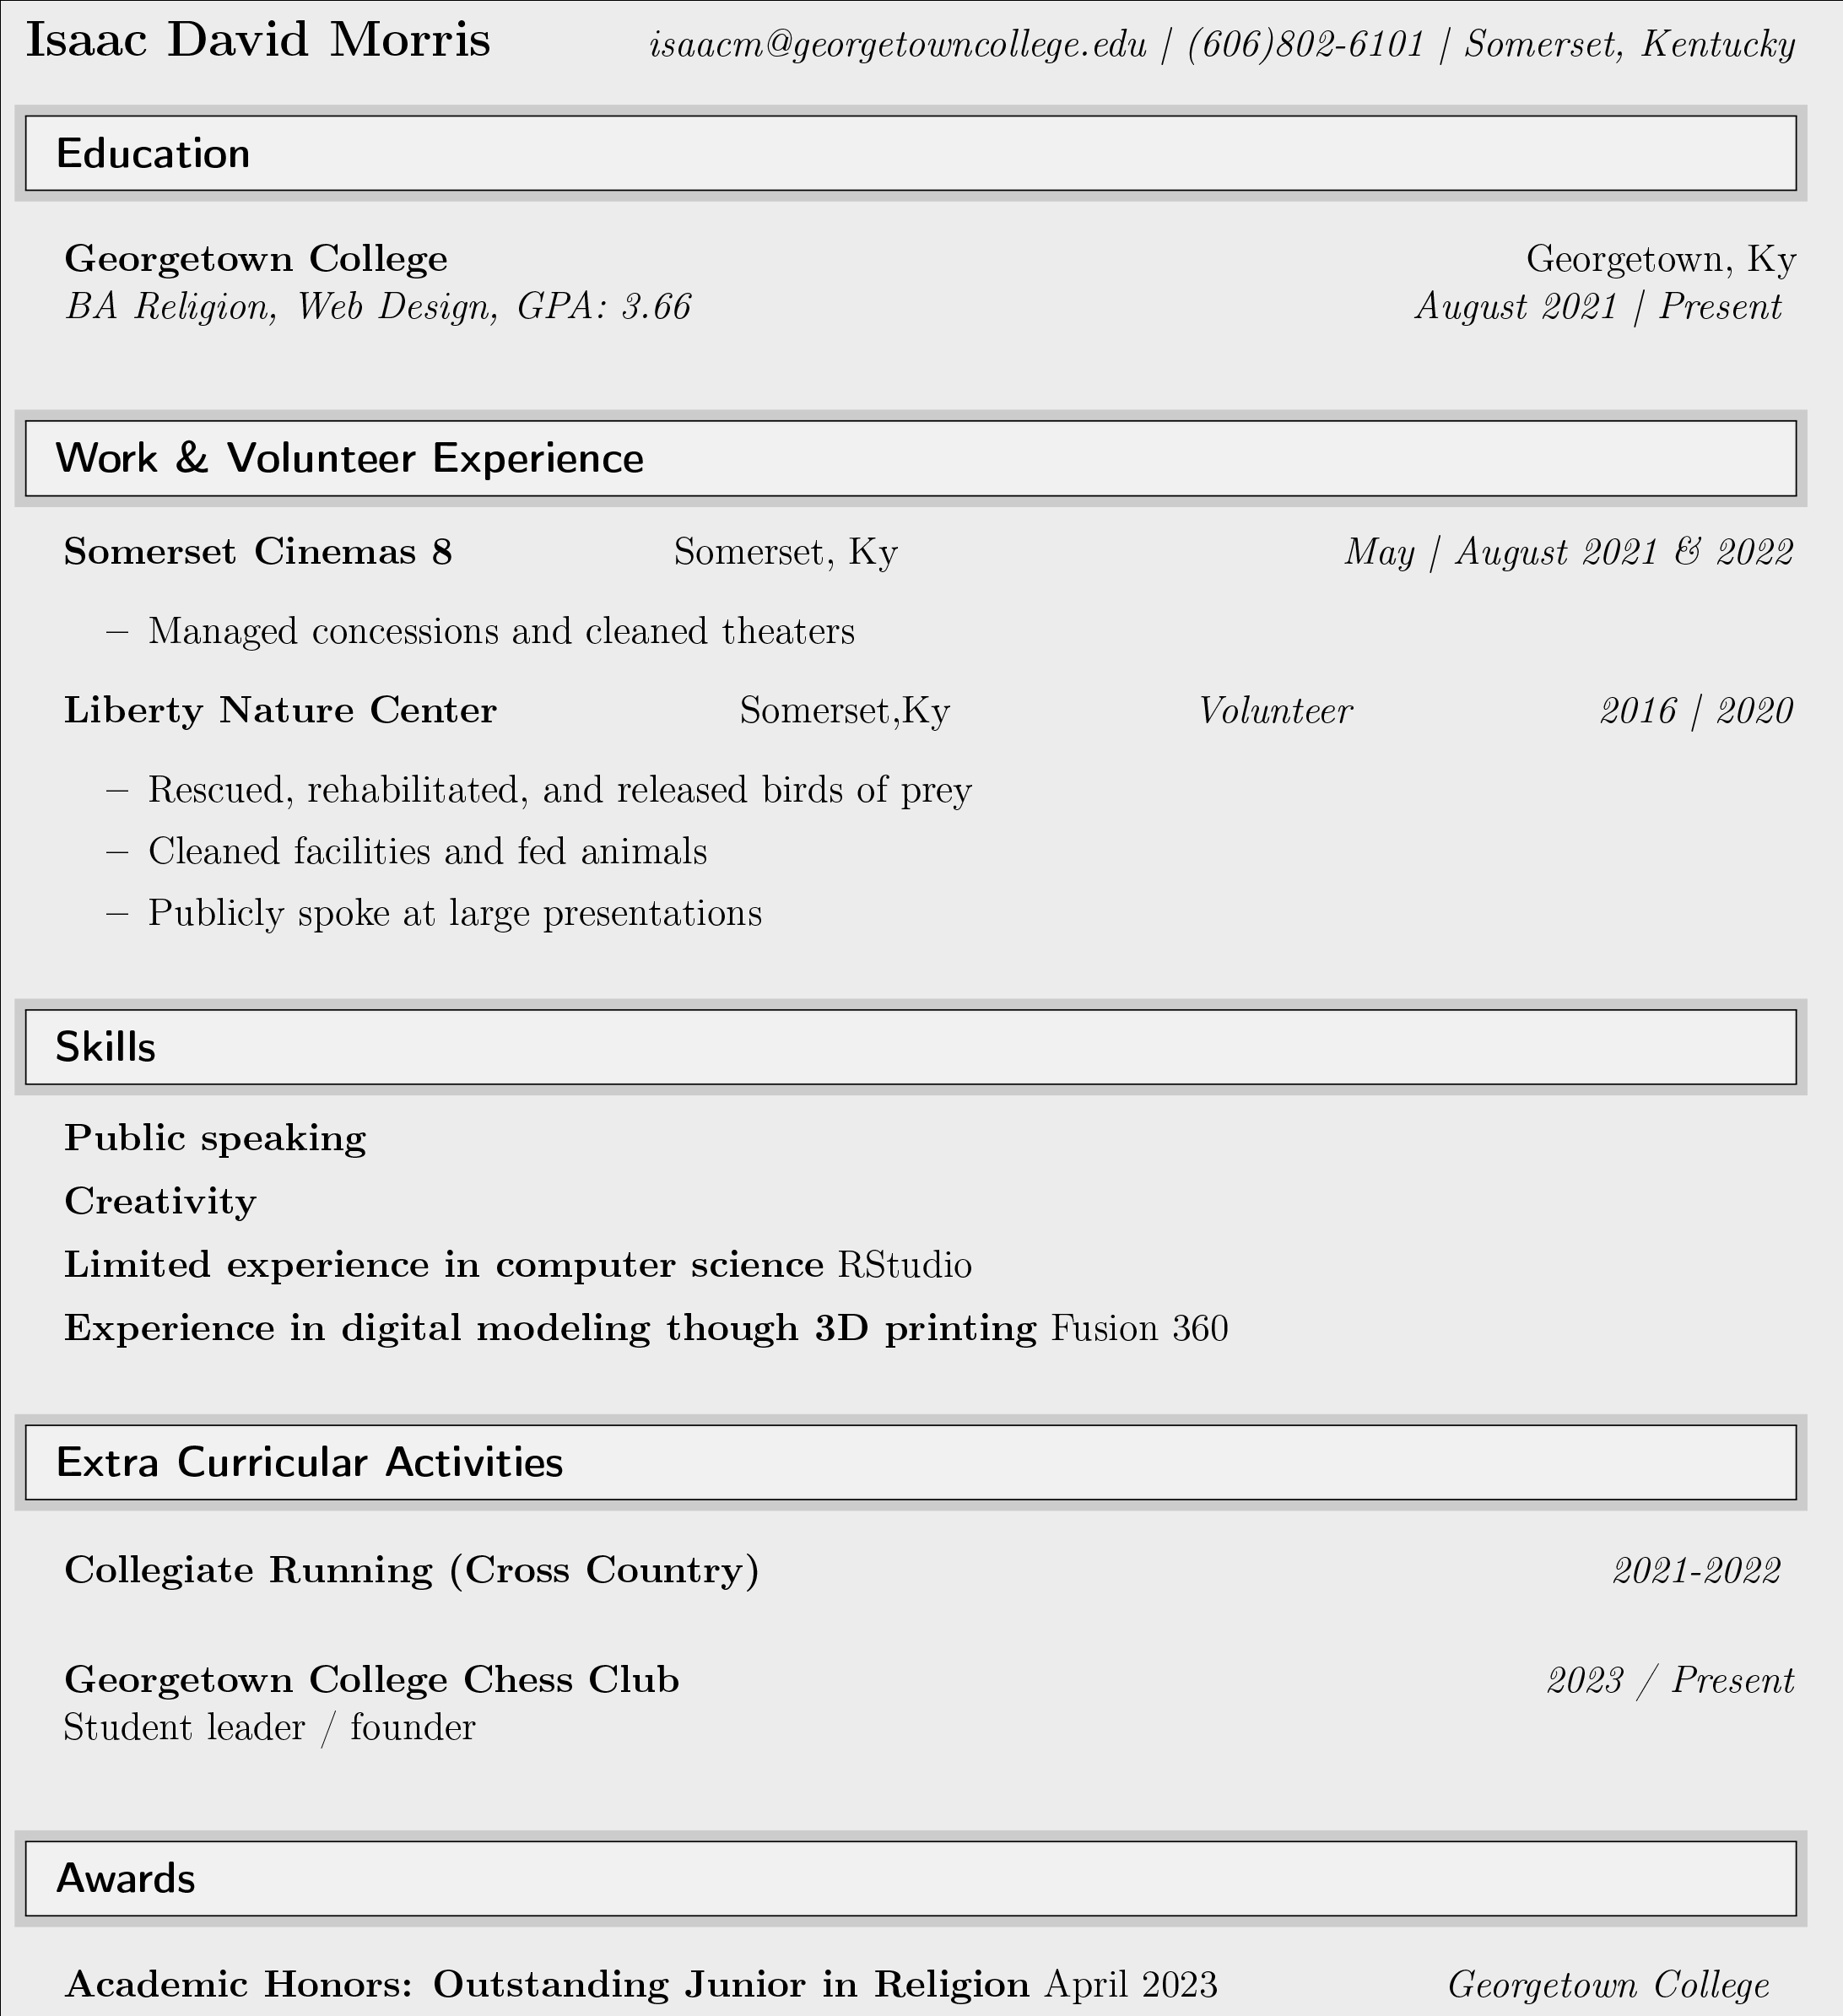 Isaac David Morris isaacm@georgetowncollege.edu | (606)802-6101 | Somerset, Kentucky
Education
Georgetown College Georgetown, Ky
BA Religion, Web Design, GPA: 3.66 August 2021 | Present
Work & Volunteer Experience
Somerset Cinemas 8 Somerset, Ky May | August 2021 & 2022
– Managed concessions and cleaned theaters
Liberty Nature Center Somerset,Ky Volunteer 2016 | 2020
– Rescued, rehabilitated, and released birds of prey
– Cleaned facilities and fed animals
– Publicly spoke at large presentations
Skills
Public speaking
Creativity
Limited experience in computer science RStudio
Experience in digital modeling though 3D printing Fusion 360
Extra Curricular Activities
Collegiate Running (Cross Country) 2021-2022
Georgetown College Chess Club 2023 / Present
Student leader / founder
Awards
Academic Honors: Outstanding Junior in Religion April 2023 Georgetown College